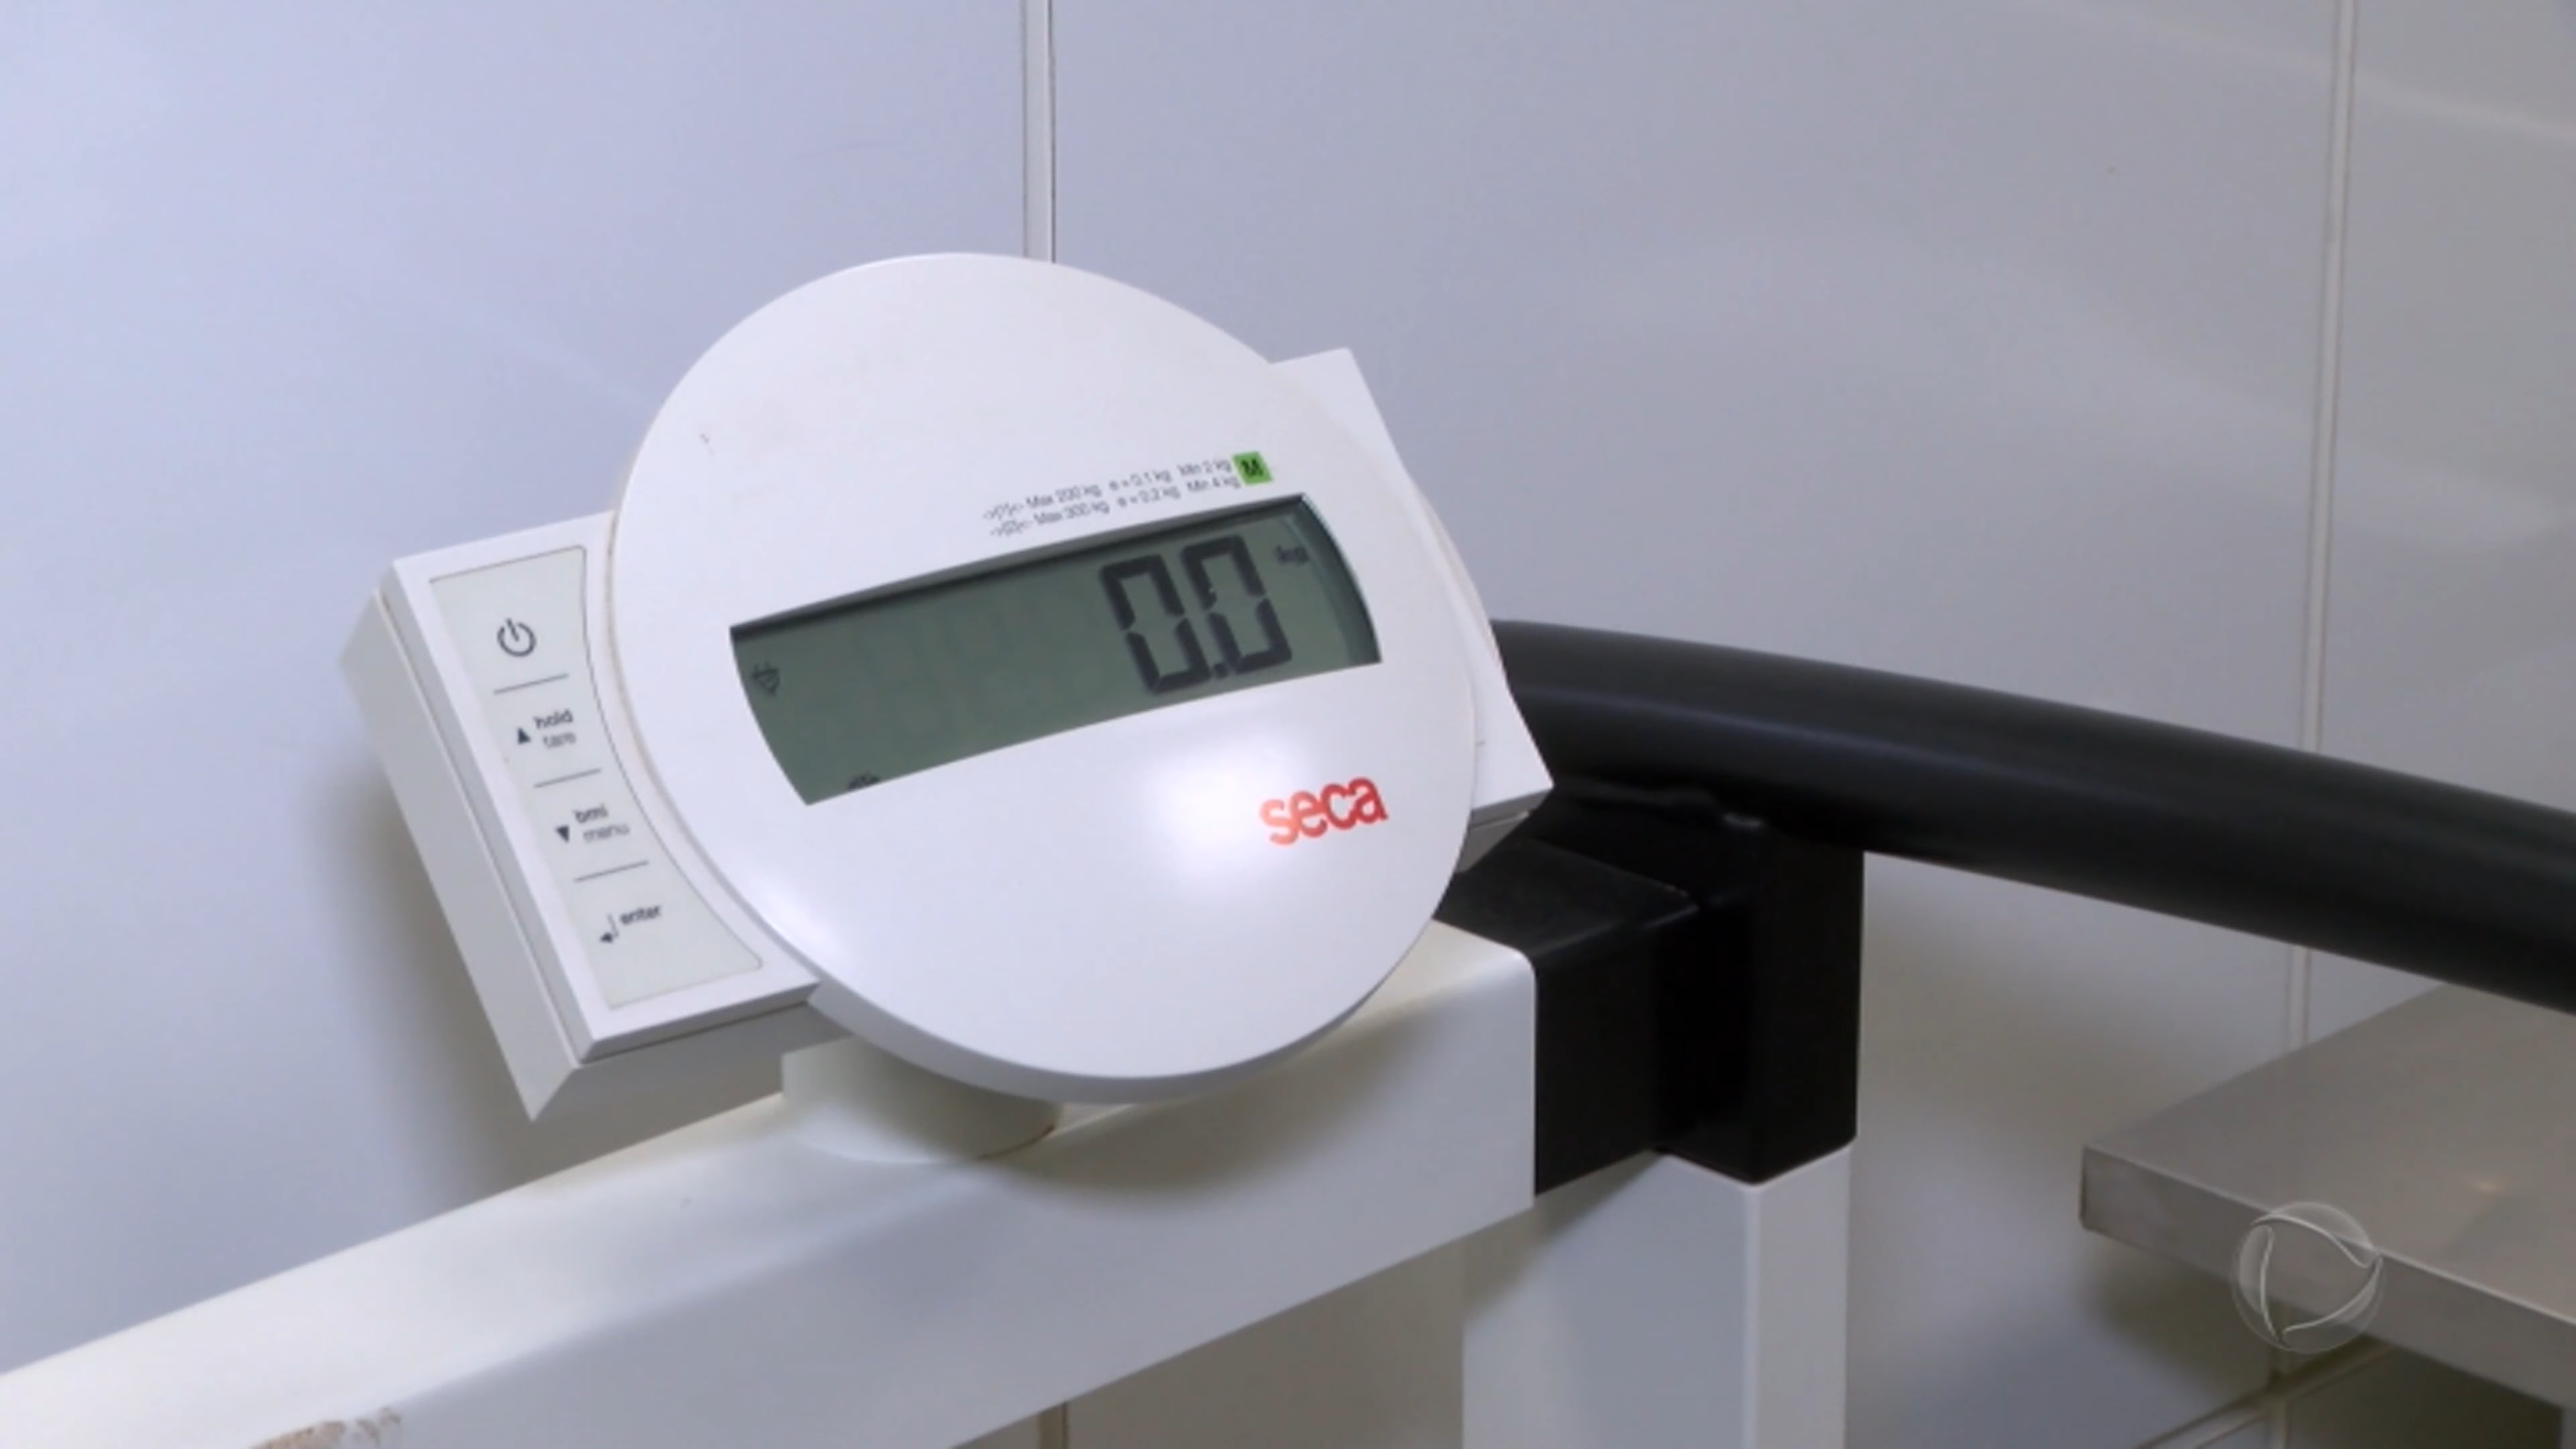 Max 200 kg e = 0,1 kg Min 2 kg M
Max 300 kg e = 0,2 kg Min 4 kg
0.0 kg
seca
hold
tare
bmi
menu
enter